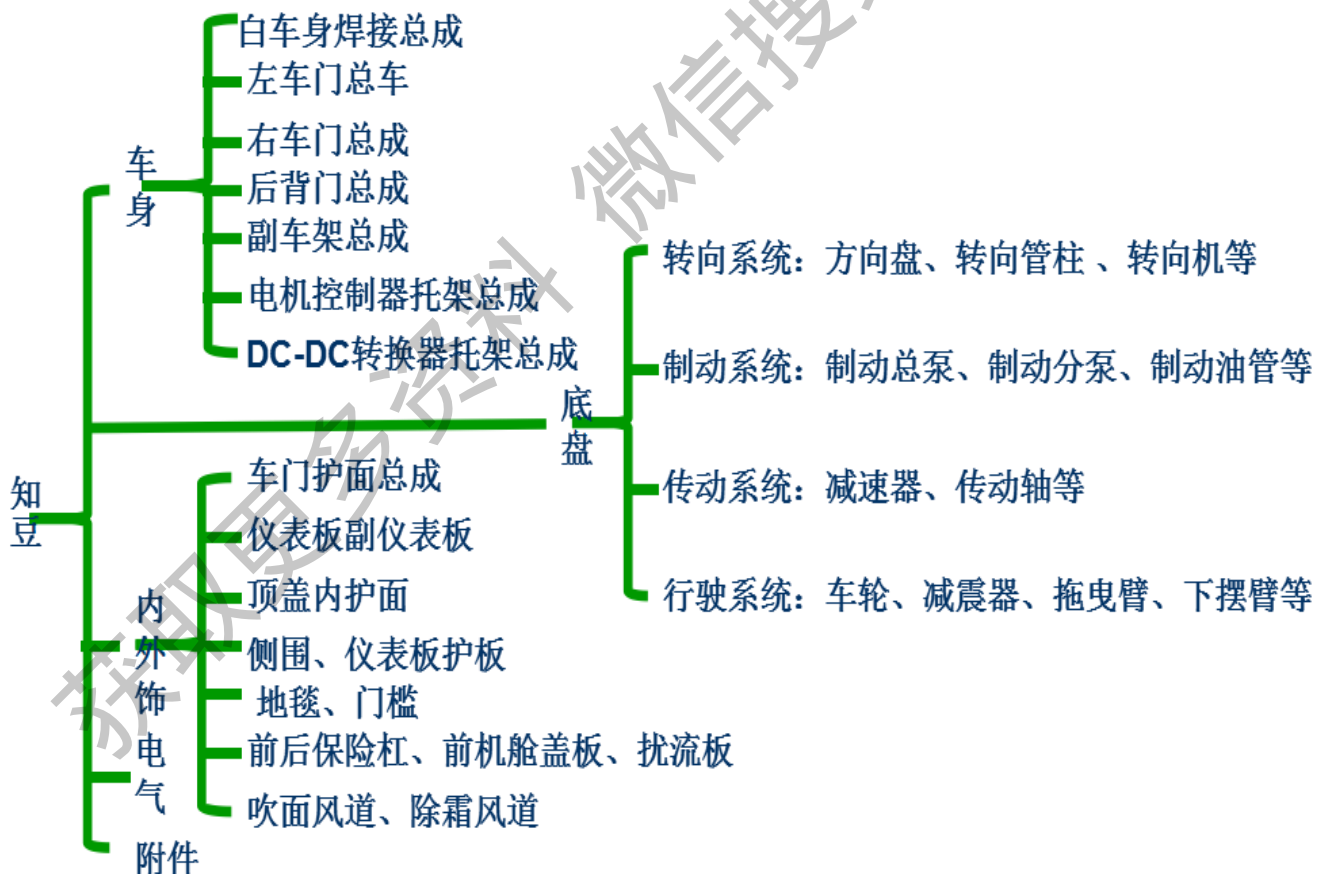 知豆
车身
白车身焊接总成
左车门总车
右车门总成
后背门总成
副车架总成
电机控制器托架总成
DC-DC转换器托架总成
底盘
转向系统：方向盘、转向管柱 、转向机等
制动系统：制动总泵、制动分泵、制动油管等
传动系统：减速器、传动轴等
行驶系统：车轮、减震器、拖曳臂、下摆臂等
内外饰
车门护面总成
仪表板副仪表板
顶盖内护面
侧围、仪表板护板
地毯、门槛
前后保险杠、前机舱盖板、扰流板
吹面风道、除霜风道
电气
附件
获取更多资料 微信搜